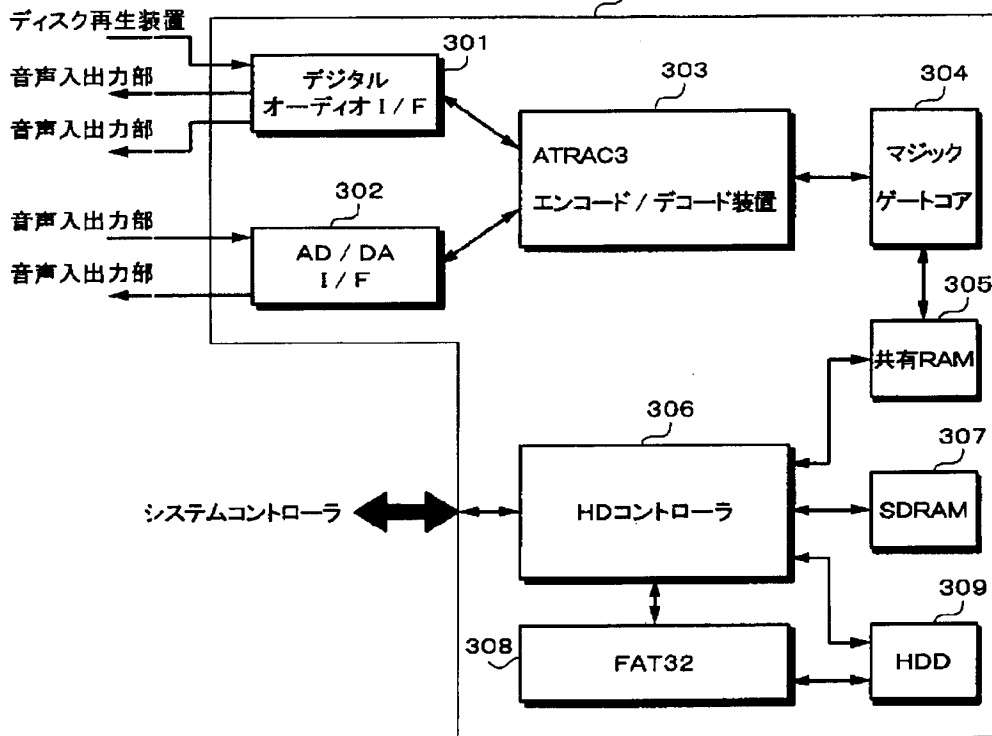 ディスク再生装置
音声入出力部
音声入出力部
音声入出力部
音声入出力部
301
デジタル
オーディオI/F
302
AD/DA
I/F
303
ATRAC3
エンコード/デコード装置
304
マジック
ゲートコア
305
共有RAM
306
HDコントローラ
システムコントローラ
307
SDRAM
308
FAT32
309
HDD